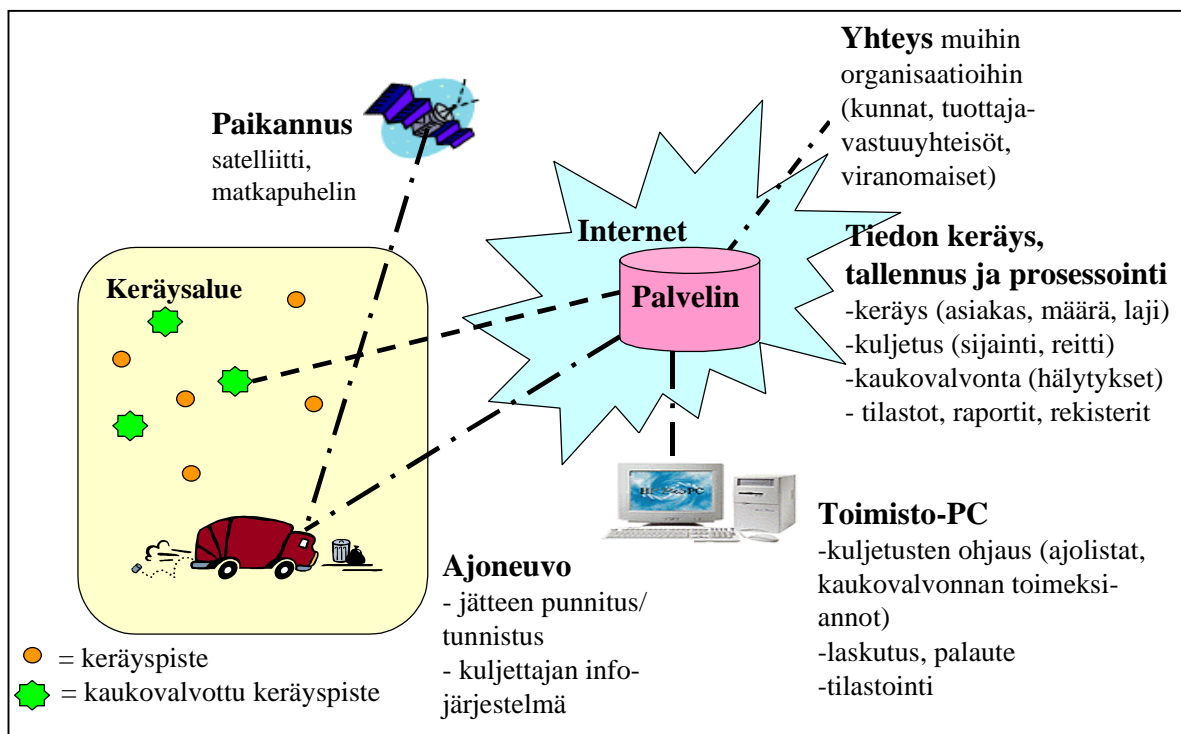 Yhteys muihin
organisaatioihin
(kunnat, tuottaja-
vastuuyhteisöt,
viranomaiset)
Paikannus
satelliitti,
matkapuhelin
Internet
Palvelin
Tiedon keräys,
tallennus ja prosessointi
-keräys (asiakas, määrä, laji)
-kuljetus (sijainti, reitti)
-kaukovalvonta (hälytykset)
- tilastot, raportit, rekisterit
Keräysalue
Toimisto-PC
-kuljetusten ohjaus (ajolistat,
kaukovalvonnan toimeksi-
annot)
-laskutus, palaute
-tilastointi
Ajoneuvo
- jätteen punnitus/
tunnistus
- kuljettajan info-
järjestelmä
= keräyspiste
= kaukovalvottu keräyspiste